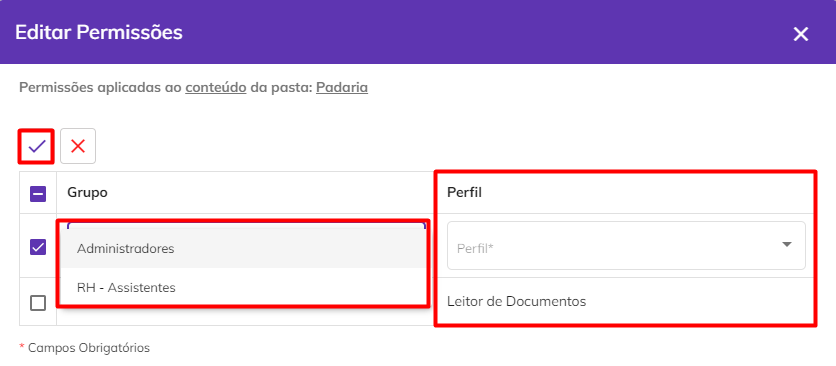 Editar Permissões
Permissões aplicadas ao conteúdo da pasta: Padaria
Grupo Perfil
Administradores Perfil*
RH - Assistentes
Leitor de Documentos
* Campos Obrigatórios